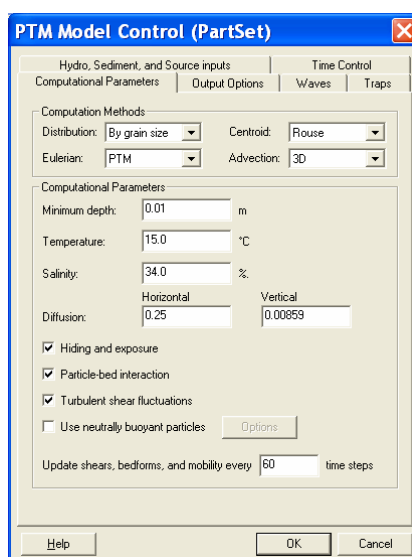 PTM Model Control (PartSet)
Hydro, Sediment, and Source inputs Time Control
Computational Parameters Output Options Waves Traps
Computation Methods
Distribution: By grain size Centroid: Rouse
Eulerian: PTM Advection: 3D
Computational Parameters
Minimum depth: 0.01 m
Temperature: 15.0 °C
Salinity: 34.0 %.
Horizontal Vertical
Diffusion: 0.25 0.00859
Hiding and exposure
Particle-bed interaction
Turbulent shear fluctuations
Use neutrally buoyant particles Options
Update shears, bedforms, and mobility every 60 time steps
Help OK Cancel